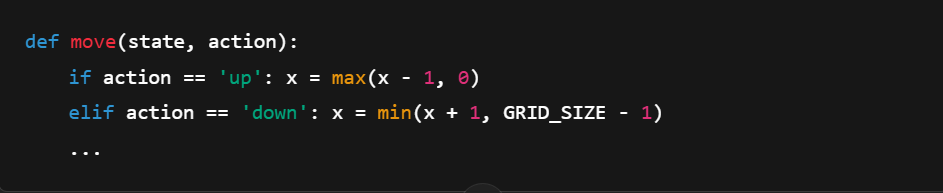 def move(state, action):
    if action == 'up': x = max(x - 1, 0)
    elif action == 'down': x = min(x + 1, GRID_SIZE - 1)
    ...